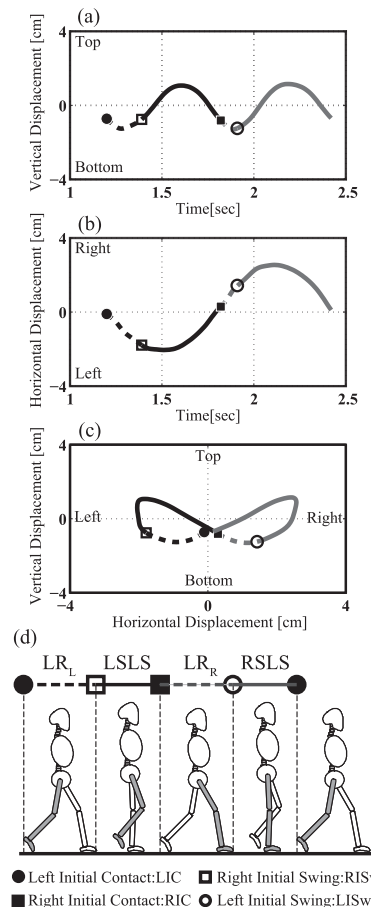 (a)
Vertical Displacement [cm]
4
0
−4
Top
Bottom
1
1.5
2
2.5
Time[sec]
(b)
Horizontal Displacement [cm]
4
0
−4
Right
Left
1
1.5
2
2.5
Time[sec]
(c)
Vertical Displacement [cm]
4
0
−4
Top
Left
Right
Bottom
−4
0
4
Horizontal Displacement [cm]
(d)
LRL LSLS LRR RSLS
Left Initial Contact:LIC Right Initial Swing:RISw
Right Initial Contact:RIC Left Initial Swing:LISw